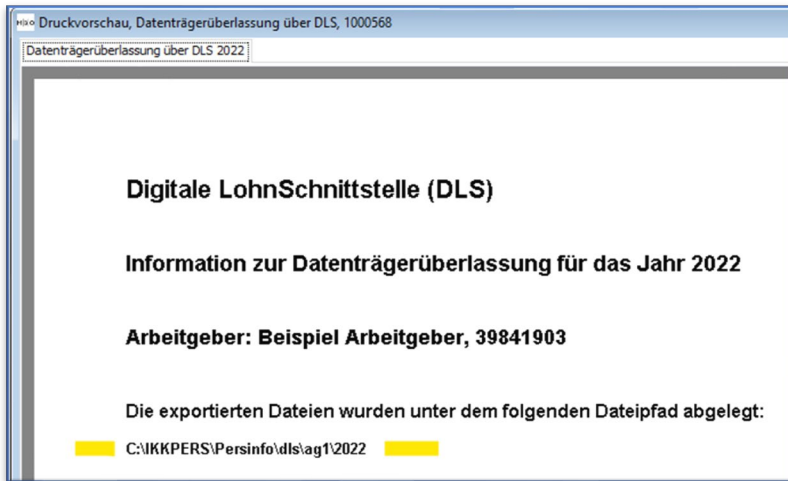 H|s●o Druckvorschau, Datenträgerüberlassung über DLS, 1000568
Datenträgerüberlassung über DLS 2022
Digitale LohnSchnittstelle (DLS)
Information zur Datenträgerüberlassung für das Jahr 2022
Arbeitgeber: Beispiel Arbeitgeber, 39841903
Die exportierten Dateien wurden unter dem folgenden Dateipfad abgelegt:
C:\IKKPERS\Persinfo\dls\ag1\2022